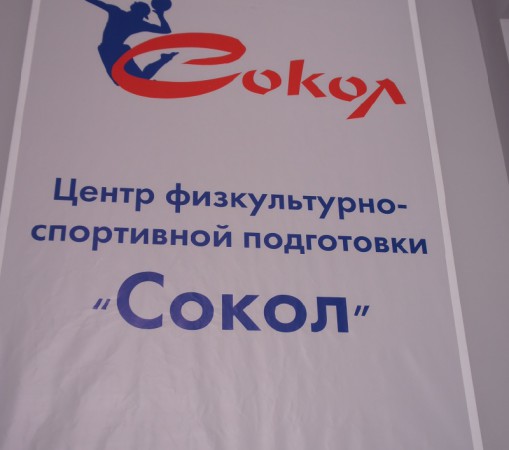 Сокол
Центр физкультурно-
спортивной подготовки
„Сокол”